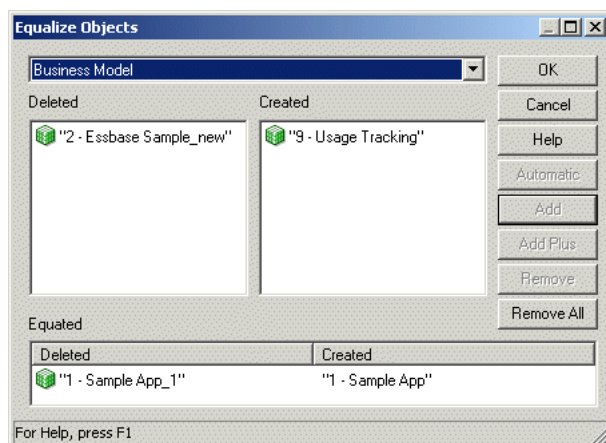 Equalize Objects
Business Model
OK
Deleted Created
Cancel
"2 - Essbase Sample_new" "9 - Usage Tracking"
Help
Automatic
Add
Add Plus
Remove
Remove All
Equated
Deleted Created
"1 - Sample App_1" "1 - Sample App"
For Help, press F1